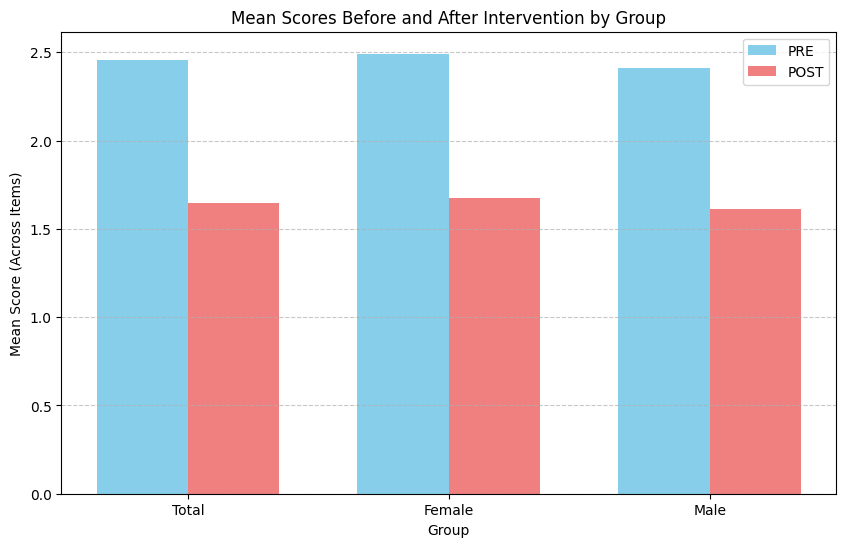 Mean Scores Before and After Intervention by Group
PRE
POST
Mean Score (Across Items)
2.5
2.0
1.5
1.0
0.5
0.0
Total
Female
Male
Group